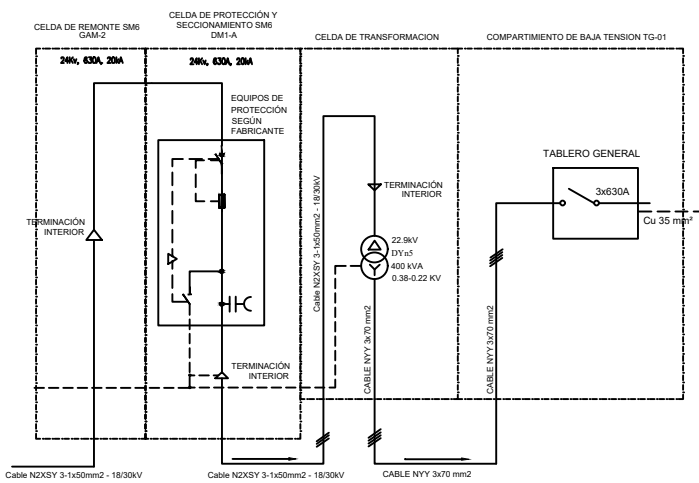 CELDA DE REMONTE SM6
GAM-2
CELDA DE PROTECCIÓN Y
SECCIONAMIENTO SM6
DM1-A
CELDA DE TRANSFORMACION
COMPARTIMIENTO DE BAJA TENSION TG-01
24Kv, 630A, 20kA
24Kv, 630A, 20kA
EQUIPOS DE
PROTECCIÓN
SEGÚN
FABRICANTE
TERMINACIÓN
INTERIOR
TERMINACIÓN
INTERIOR
Cable N2XSY 3-1x50mm2 - 18/30kV
TERMINACIÓN
INTERIOR
22.9kV
DYn5
400 kVA
0.38-0.22 KV
CABLE NYY 3x70 mm2
CABLE NYY 3x70 mm2
TABLERO GENERAL
3x630A
Cu 35 mm²
Cable N2XSY 3-1x50mm2 - 18/30kV
Cable N2XSY 3-1x50mm2 - 18/30kV
CABLE NYY 3x70 mm2